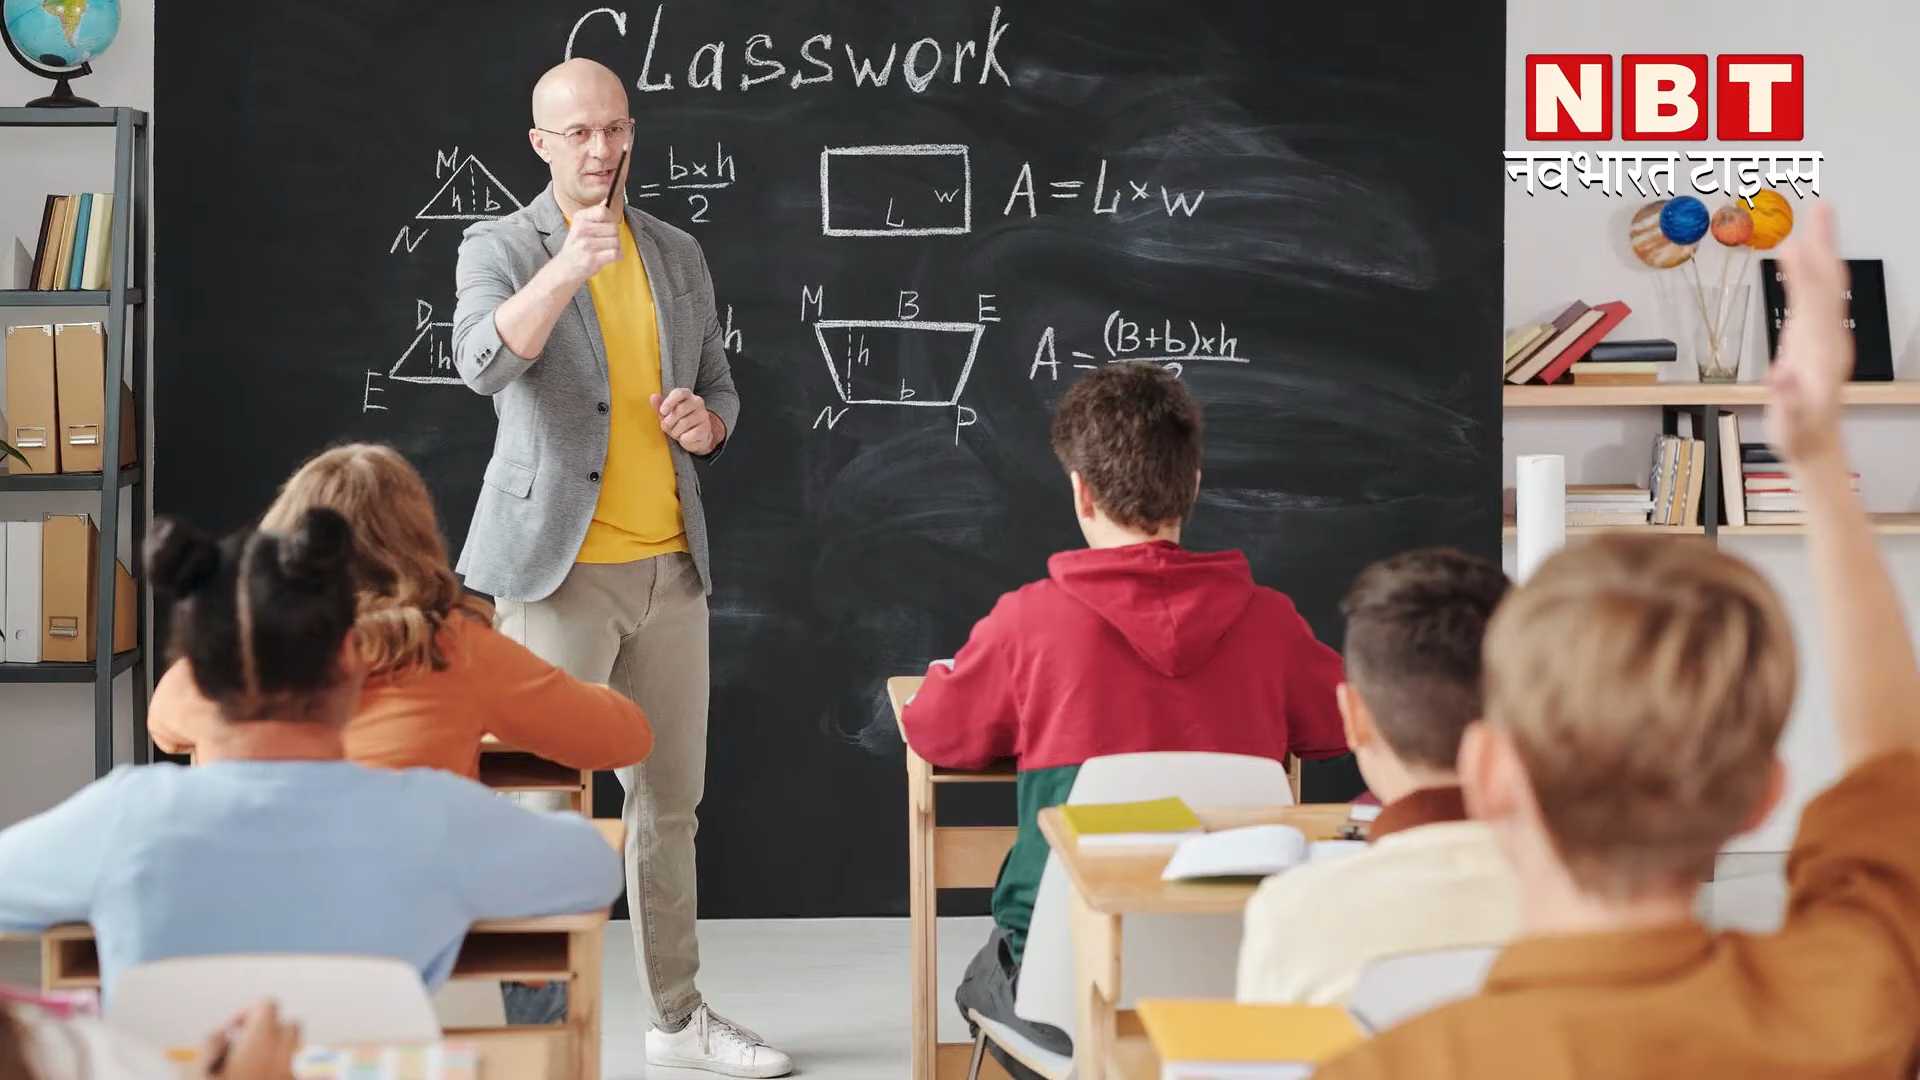 Classwork
NBT
नवभारत टाइम्स
M
h b
N
= b×h
2
L
w
A = L×w
D
h
E
h
M B E
h
b
N P
A = (B+b)×h